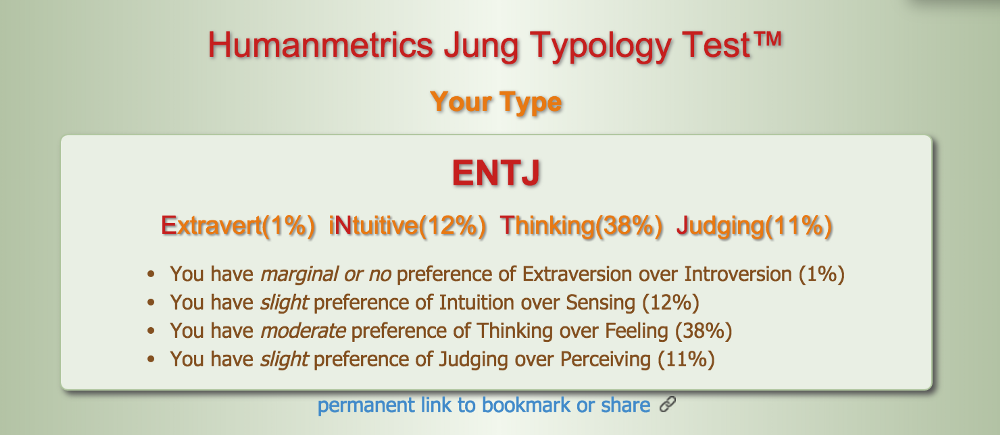 Humanmetrics Jung Typology Test™
Your Type
ENTJ
Extravert(1%) iNtuitive(12%) Thinking(38%) Judging(11%)
• You have marginal or no preference of Extraversion over Introversion (1%)
• You have slight preference of Intuition over Sensing (12%)
• You have moderate preference of Thinking over Feeling (38%)
• You have slight preference of Judging over Perceiving (11%)
permanent link to bookmark or share